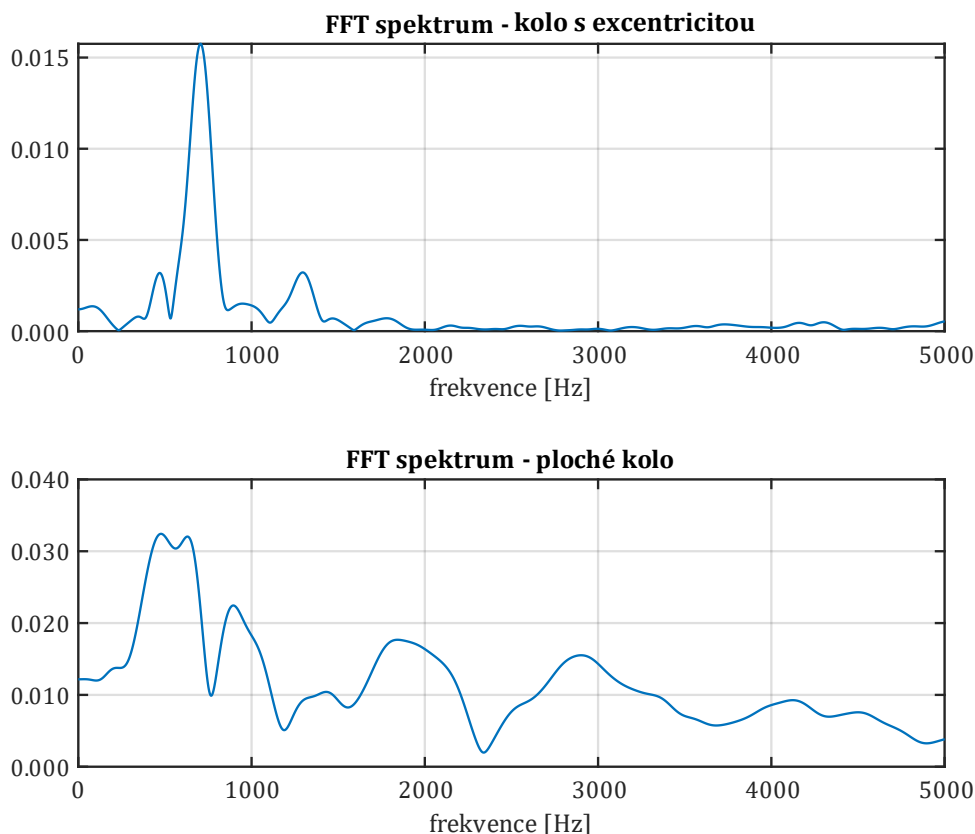 FFT spektrum - kolo s excentricitou
0.015
0.010
0.005
0.000
0 1000 2000 3000 4000 5000
frekvence [Hz]
FFT spektrum - ploché kolo
0.040
0.030
0.020
0.010
0.000
0 1000 2000 3000 4000 5000
frekvence [Hz]